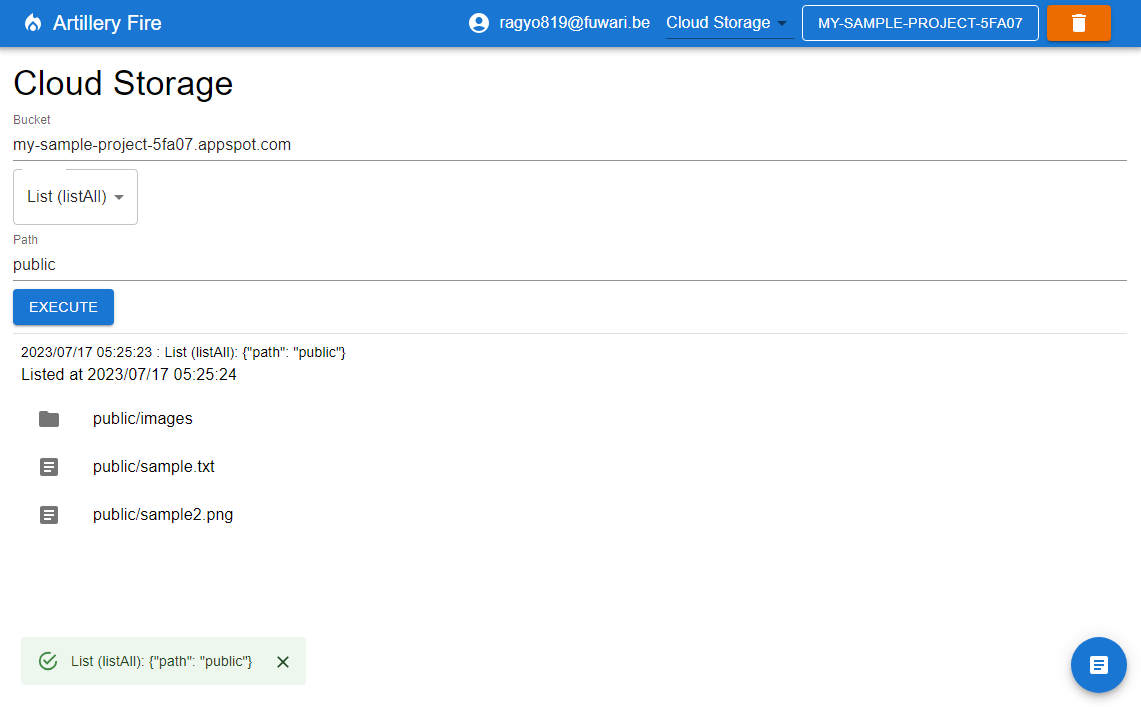 Artillery Fire
ragyo819@fuwari.be
Cloud Storage
MY-SAMPLE-PROJECT-5FA07
Cloud Storage
Bucket
my-sample-project-5fa07.appspot.com
List (listAll)
Path
public
EXECUTE
2023/07/17 05:25:23 : List (listAll): {"path": "public"}
Listed at 2023/07/17 05:25:24
public/images
public/sample.txt
public/sample2.png
List (listAll): {"path": "public"}